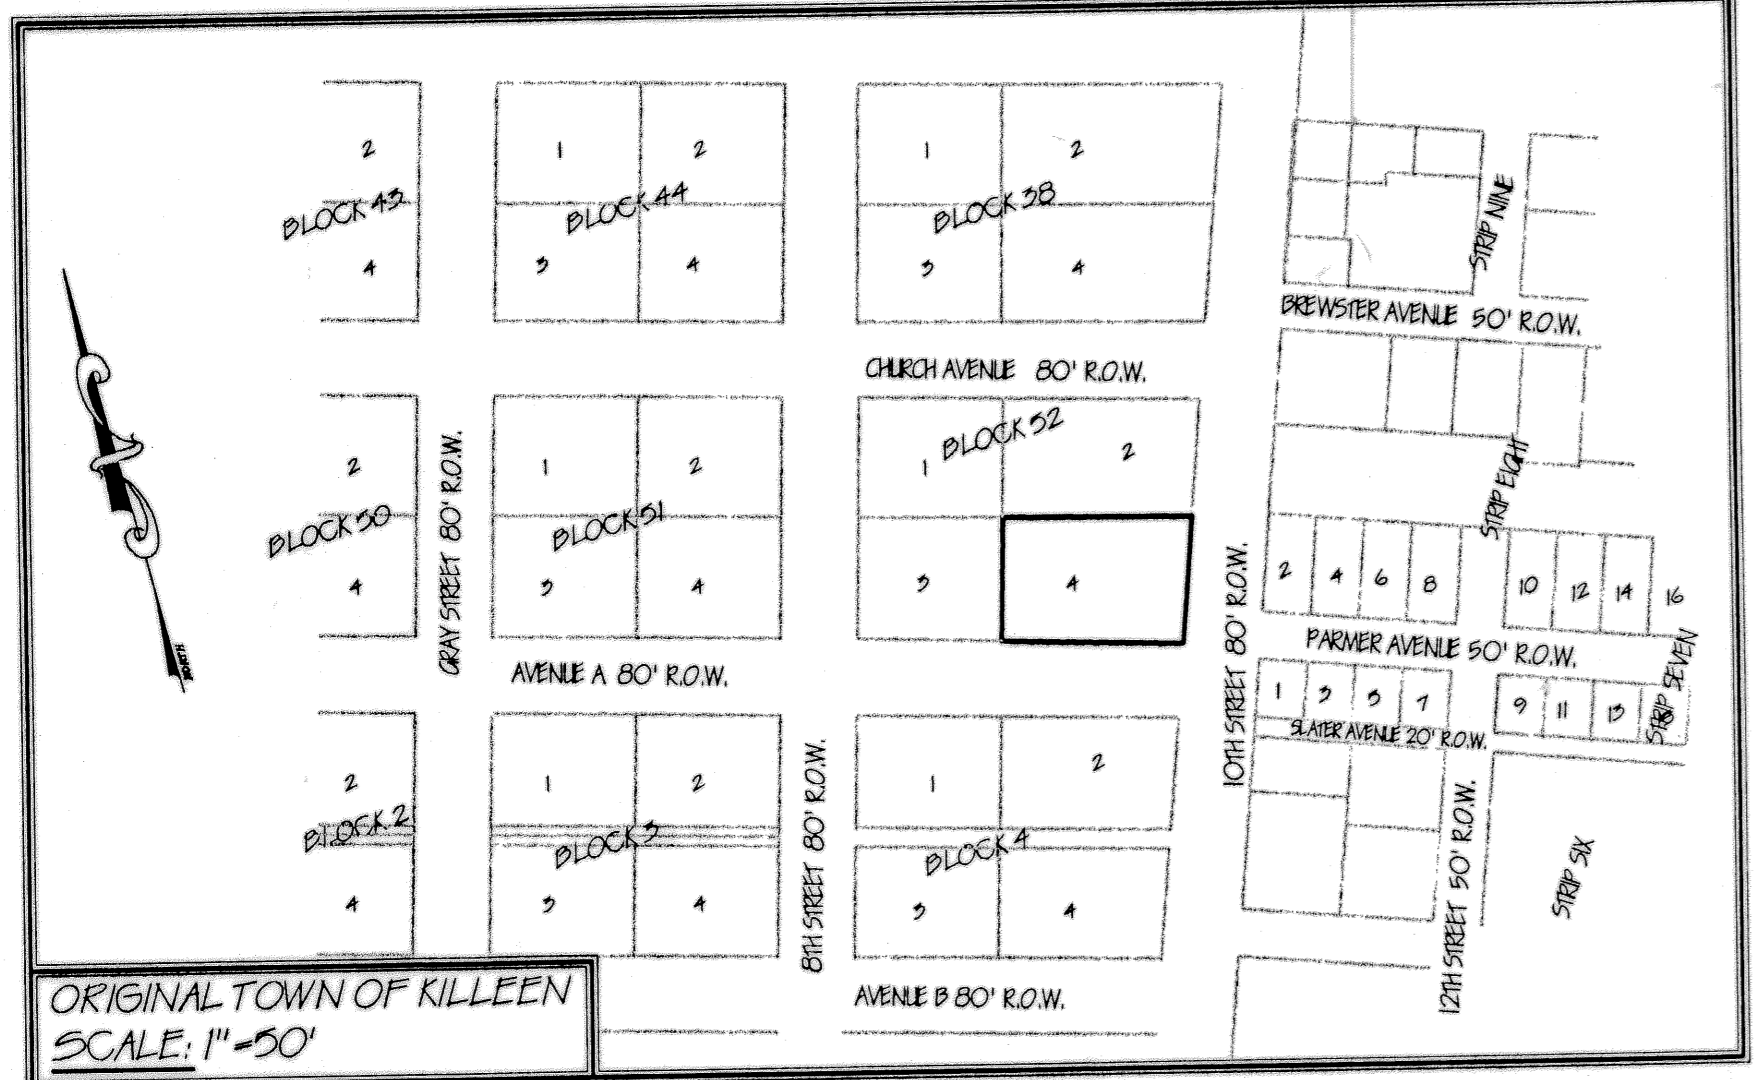 2
1
2
1
2
BLOCK 43
BLOCK 44
BLOCK 38
STRIP NINE
4
3
4
3
4
BREWSTER AVENUE 50' R.O.W.
CHURCH AVENUE 80' R.O.W.
2
1
2
1
BLOCK 52
2
BLOCK 50
GRAY STREET 80' R.O.W.
BLOCK 51
STRIP EIGHT
4
3
4
3
4
10TH STREET 80' R.O.W.
2
4
6
8
10
12
14
16
NORTH
AVENUE A 80' R.O.W.
PARMER AVENUE 50' R.O.W.
STRIP SEVEN
1
3
5
7
9
11
13
SLATER AVENUE 20' R.O.W.
2
1
2
8TH STREET 80' R.O.W.
1
2
BLOCK 2
BLOCK 3
BLOCK 4
12TH STREET 50' R.O.W.
STRIP SIX
4
3
4
3
4
AVENUE B 80' R.O.W.
ORIGINAL TOWN OF KILLEEN
SCALE: 1"=50'